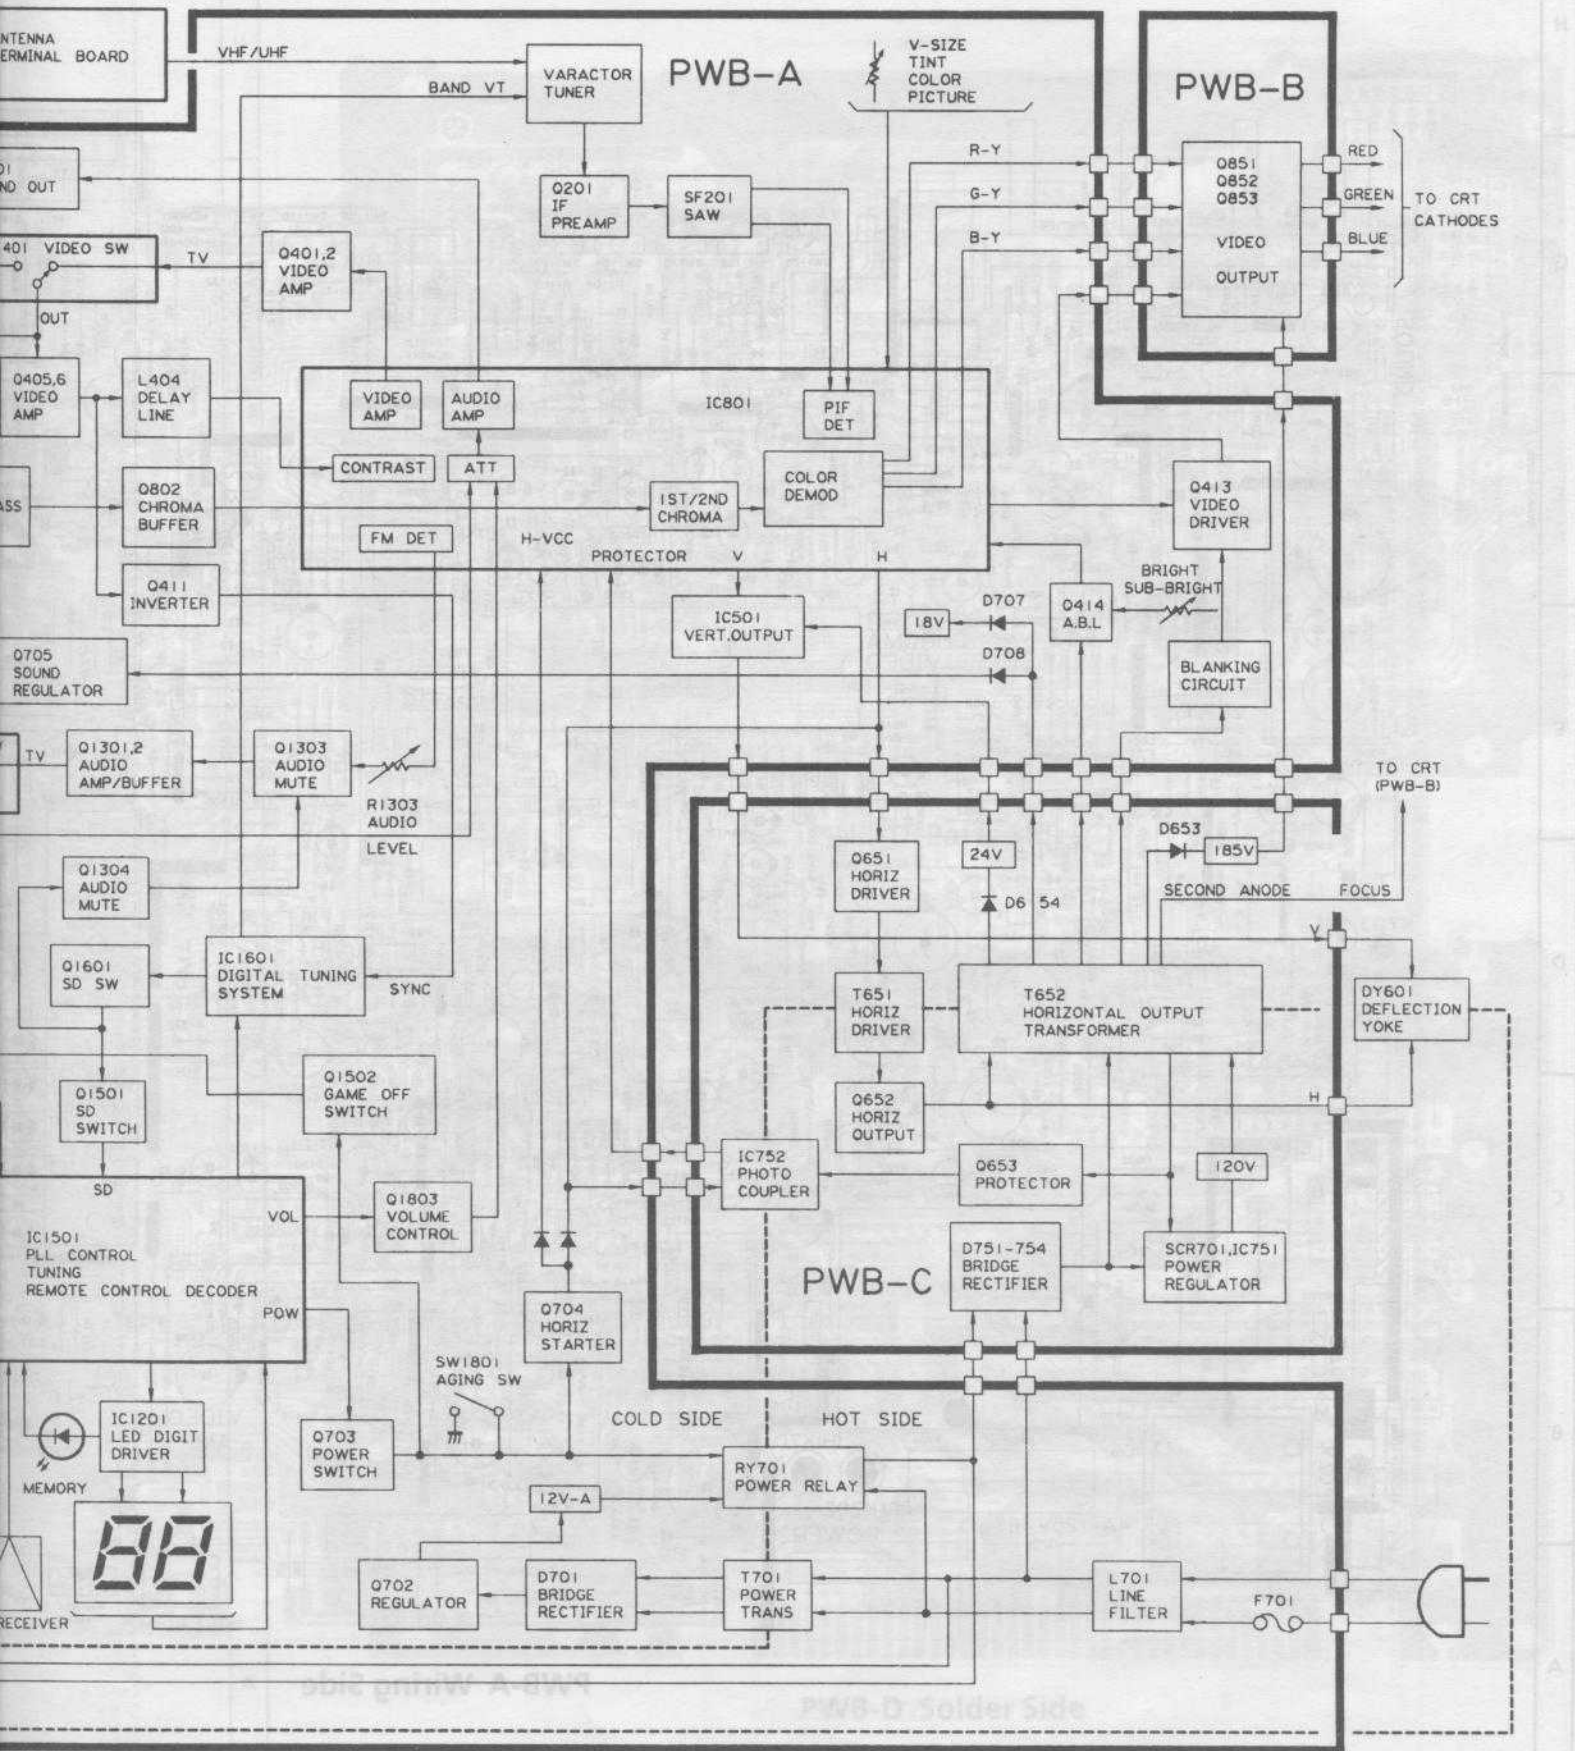 NTENNA
ERMINAL BOARD
VHF/UHF
BAND VT
VARACTOR
TUNER
PWB-A
V-SIZE
TINT
COLOR
PICTURE
PWB-B
ND OUT
Q201
IF
PREAMP
SF201
SAW
R-Y
G-Y
B-Y
Q851
Q852
Q853
VIDEO
OUTPUT
RED
GREEN
BLUE
TO CRT
CATHODES
401 VIDEO SW
TV
OUT
Q401,2
VIDEO
AMP
Q405,6
VIDEO
AMP
L404
DELAY
LINE
VIDEO
AMP
AUDIO
AMP
IC801
PIF
DET
CONTRAST
ATT
ASS
Q802
CHROMA
BUFFER
1ST/2ND
CHROMA
COLOR
DEMOD
Q413
VIDEO
DRIVER
FM DET
H-VCC
PROTECTOR
V
H
Q411
INVERTER
IC501
VERT.OUTPUT
18V
D707
D708
Q414
A.B.L
BRIGHT
SUB-BRIGHT
BLANKING
CIRCUIT
Q705
SOUND
REGULATOR
TV
Q1301,2
AUDIO
AMP/BUFFER
Q1303
AUDIO
MUTE
R1303
AUDIO
LEVEL
TO CRT
(PWB-B)
Q1304
AUDIO
MUTE
Q651
HORIZ
DRIVER
24V
D6 54
D653
185V
SECOND ANODE
FOCUS
V
Q1601
SD SW
IC1601
DIGITAL TUNING
SYSTEM
SYNC
T651
HORIZ
DRIVER
T652
HORIZONTAL OUTPUT
TRANSFORMER
DY601
DEFLECTION
YOKE
Q1501
SD
SWITCH
Q1502
GAME OFF
SWITCH
Q652
HORIZ
OUTPUT
H
IC752
PHOTO
COUPLER
Q653
PROTECTOR
120V
SD
VOL
Q1803
VOLUME
CONTROL
IC1501
PLL CONTROL
TUNING
REMOTE CONTROL DECODER
POW
PWB-C
D751-754
BRIDGE
RECTIFIER
SCR701,IC751
POWER
REGULATOR
Q704
HORIZ
STARTER
SW1801
AGING SW
COLD SIDE
HOT SIDE
IC1201
LED DIGIT
DRIVER
MEMORY
Q703
POWER
SWITCH
RY701
POWER RELAY
12V-A
88
RECEIVER
Q702
REGULATOR
D701
BRIDGE
RECTIFIER
T701
POWER
TRANS
L701
LINE
FILTER
F701
PWB-A Wiring Side
PWB-D Solder Side